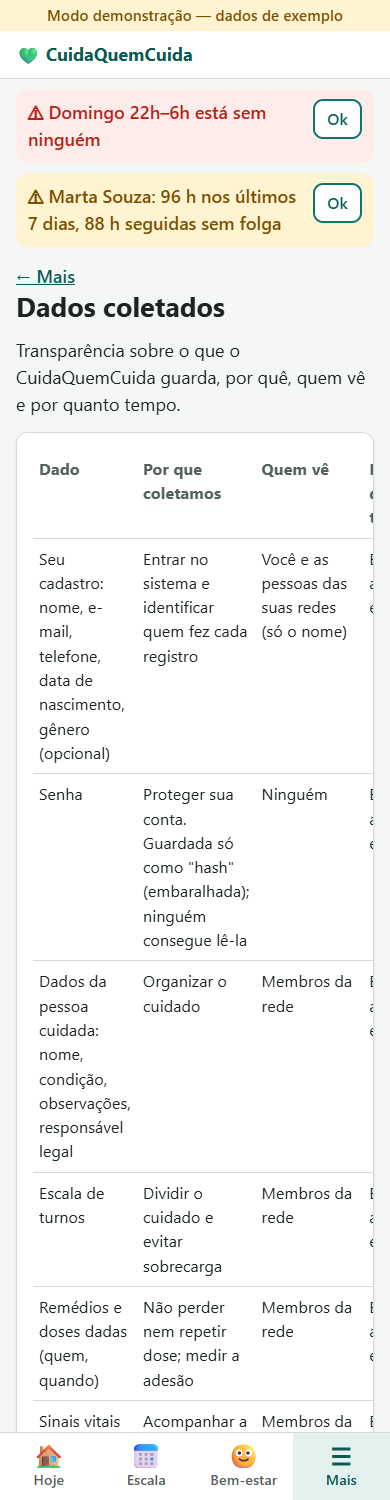 Modo demonstração — dados de exemplo
CuidaQuemCuida
⚠ Domingo 22h–6h está sem
ninguém
Ok
⚠ Marta Souza: 96 h nos últimos
7 dias, 88 h seguidas sem folga
Ok
← Mais
Dados coletados
Transparência sobre o que o
CuidaQuemCuida guarda, por quê, quem vê
e por quanto tempo.
Dado
Por que
coletamos
Quem vê
Seu
cadastro:
nome, e-
mail,
telefone,
data de
nascimento,
gênero
(opcional)
Entrar no
sistema e
identificar
quem fez cada
registro
Você e as
pessoas das
suas redes
(só o nome)
Senha
Proteger sua
conta.
Guardada só
como "hash"
(embaralhada);
ninguém
consegue lê-la
Ninguém
Dados da
pessoa
cuidada:
nome,
condição,
observações,
responsável
legal
Organizar o
cuidado
Membros da
rede
Escala de
turnos
Dividir o
cuidado e
evitar
sobrecarga
Membros da
rede
Remédios e
doses dadas
(quem,
quando)
Não perder
nem repetir
dose; medir a
adesão
Membros da
rede
Sinais vitais
Acompanhar a
Membros da
Hoje
Escala
Bem-estar
Mais